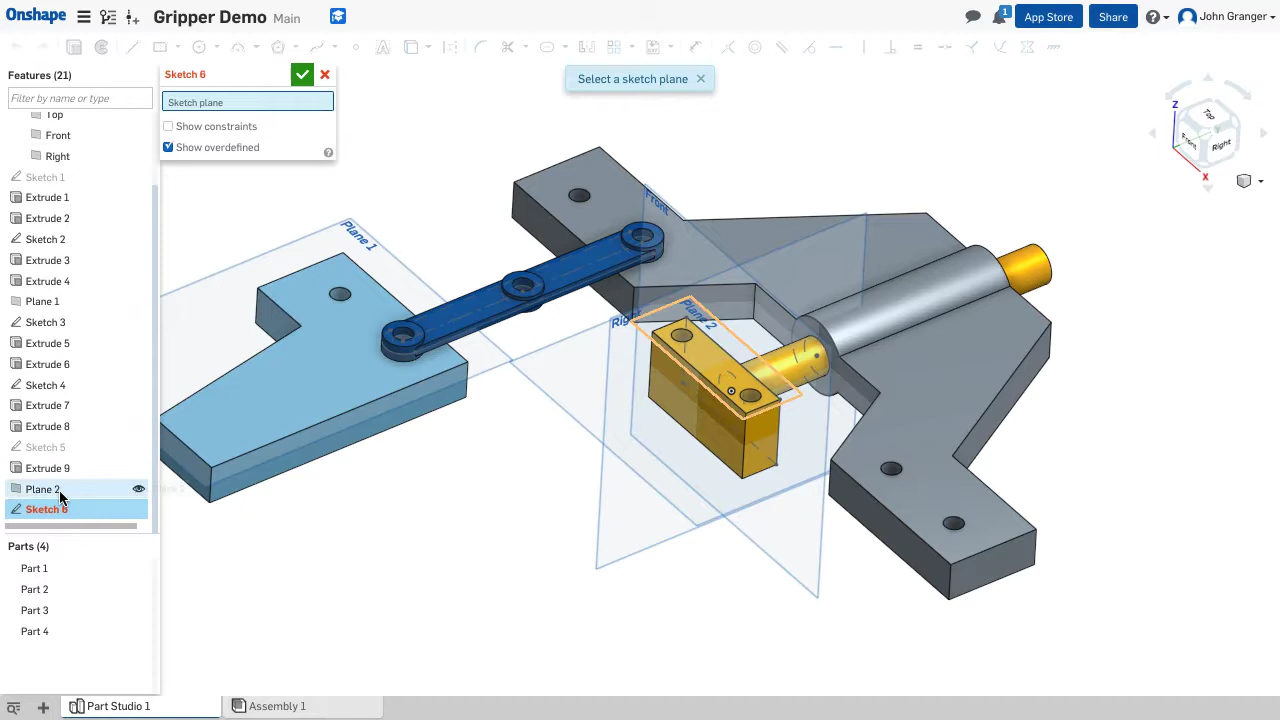 Onshape
Gripper Demo Main
1
App Store
Share
John Granger
Features (21)
Filter by name or type
Top
Front
Right
Sketch 1
Extrude 1
Extrude 2
Sketch 2
Extrude 3
Extrude 4
Plane 1
Sketch 3
Extrude 5
Extrude 6
Sketch 4
Extrude 7
Extrude 8
Sketch 5
Extrude 9
Plane 2
Sketch 6
Parts (4)
Part 1
Part 2
Part 3
Part 4
Sketch 6
Sketch plane
Show constraints
Show overdefined
Select a sketch plane
Plane 1
Front
Right
Plane 2
Z
Top
Front
Right
X
Part Studio 1
Assembly 1